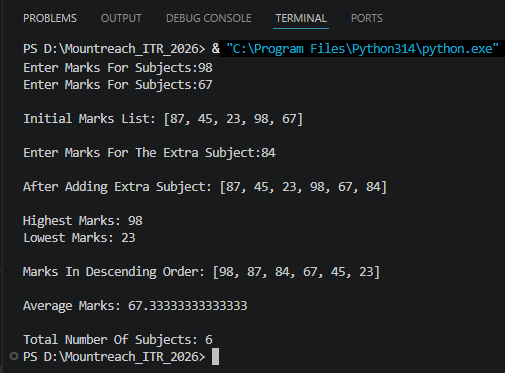 PROBLEMS OUTPUT DEBUG CONSOLE TERMINAL PORTS
PS D:\Mountreach_ITR_2026> & "C:\Program Files\Python314\python.exe"
Enter Marks For Subjects:98
Enter Marks For Subjects:67
Initial Marks List: [87, 45, 23, 98, 67]
Enter Marks For The Extra Subject:84
After Adding Extra Subject: [87, 45, 23, 98, 67, 84]
Highest Marks: 98
Lowest Marks: 23
Marks In Descending Order: [98, 87, 84, 67, 45, 23]
Average Marks: 67.33333333333333
Total Number Of Subjects: 6
PS D:\Mountreach_ITR_2026>